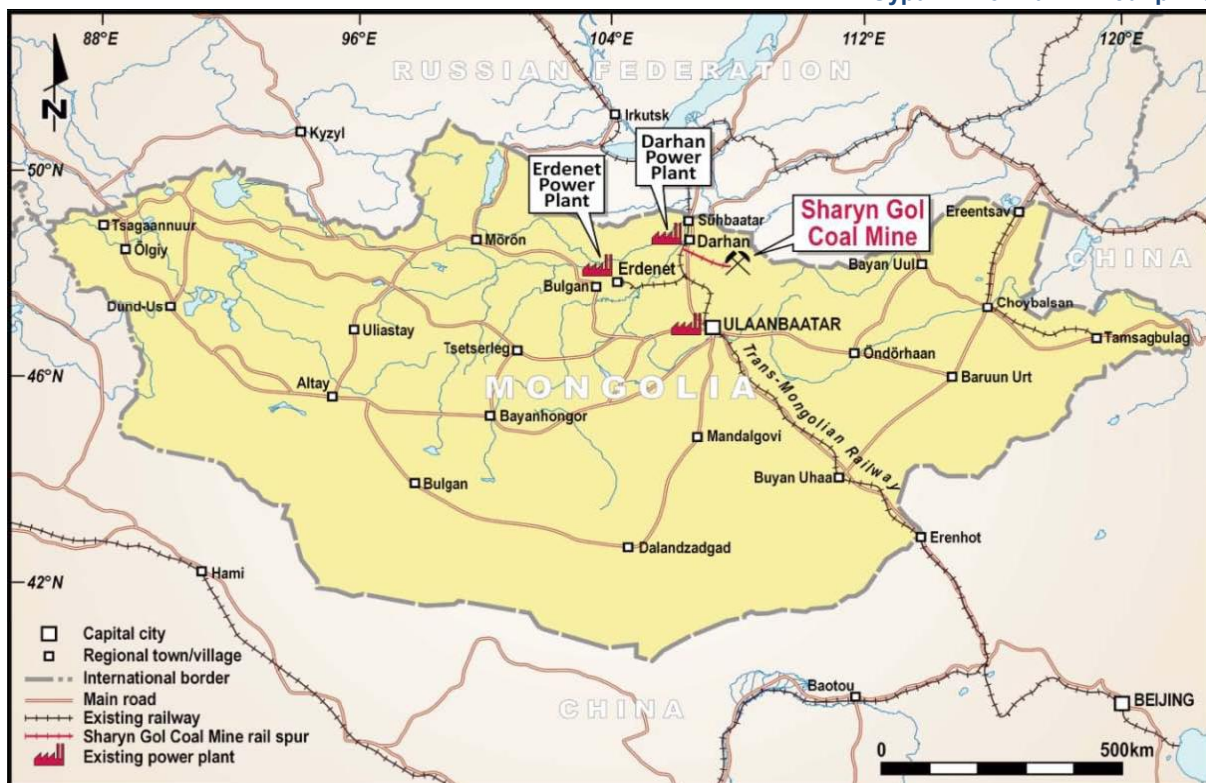 88°E
96°E
104°E
112°E
120°E
RUSSIAN FEDERATION
N
Irkutsk
Kyzyl
Darhan
Power
Plant
Erdenet
Power
Plant
50°N
Sharyn Gol
Coal Mine
Sühbaatar
Ereentsav
Tsagaannuur
Mörön
Darhan
CHINA
Ölgiy
Erdenet
Bayan Uul
Bulgan
Dund-Us
Choybalsan
Uliastay
ULAANBAATAR
Tsetserleg
Öndörhaan
Tamsagbulag
46°N
Altay
MONGOLIA
Trans-Mongolian Railway
Baruun Urt
Bayanhongor
Mandalgovi
Bulgan
Buyan Uhaa
Dalandzadgad
Erenhot
Hami
42°N
Capital city
Regional town/village
International border
Main road
Existing railway
Sharyn Gol Coal Mine rail spur
Existing power plant
CHINA
Baotou
BEIJING
0
500km